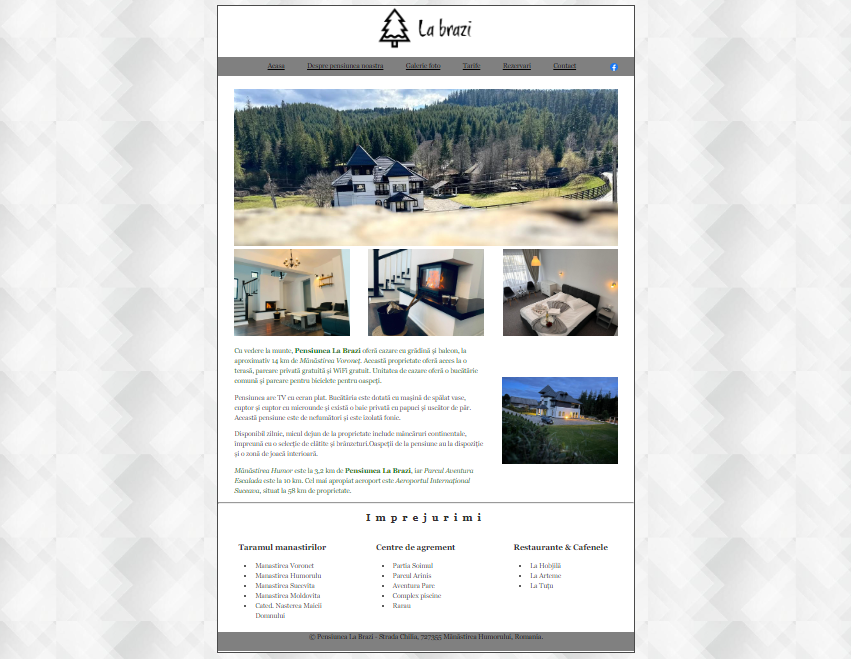 La brazi
Acasa Despre pensiunea noastra Galerie foto Tarife Rezervari Contact
Cu vedere la munte, Pensiunea La Brazi oferă cazare cu grădină și balcon, la
aproximativ 14 km de Mănăstirea Voroneț. Această proprietate oferă acces la o
terasă, parcare privată gratuită și WiFi gratuit. Unitatea de cazare oferă o bucătărie
comună și parcare pentru biciclete pentru oaspeți.
Pensiunea are TV cu ecran plat. Bucătăria este dotată cu mașină de spălat vase,
cuptor și cuptor cu microunde și există o baie privată cu papuci și uscător de păr.
Această pensiune este de nefumători și este izolată fonic.
Disponibil zilnic, micul dejun de la proprietate include mâncăruri continentale,
împreună cu o selecție de clătite și brânzeturi.Oaspeții de la pensiune au la dispoziție
și o zonă de joacă interioară.
Mănăstirea Humor este la 3,2 km de Pensiunea La Brazi, iar Parcul Aventura
Escalada este la 10 km. Cel mai apropiat aeroport este Aeroportul Internațional
Suceava, situat la 58 km de proprietate.
Imprejurimi
Taramul manastirilor
Manastirea Voronet
Manastirea Humorului
Manastirea Sucevita
Manastirea Moldovita
Cated. Nasterea Maicii
Domnului
Centre de agrement
Partia Soimul
Parcul Arinis
Aventura Parc
Complex piscine
Rarau
Restaurante & Cafenele
La Hobjilă
La Arteme
La Tuțu
© Pensiunea La Brazi - Strada Chilia, 727355 Mănăstirea Humorului, Romania.